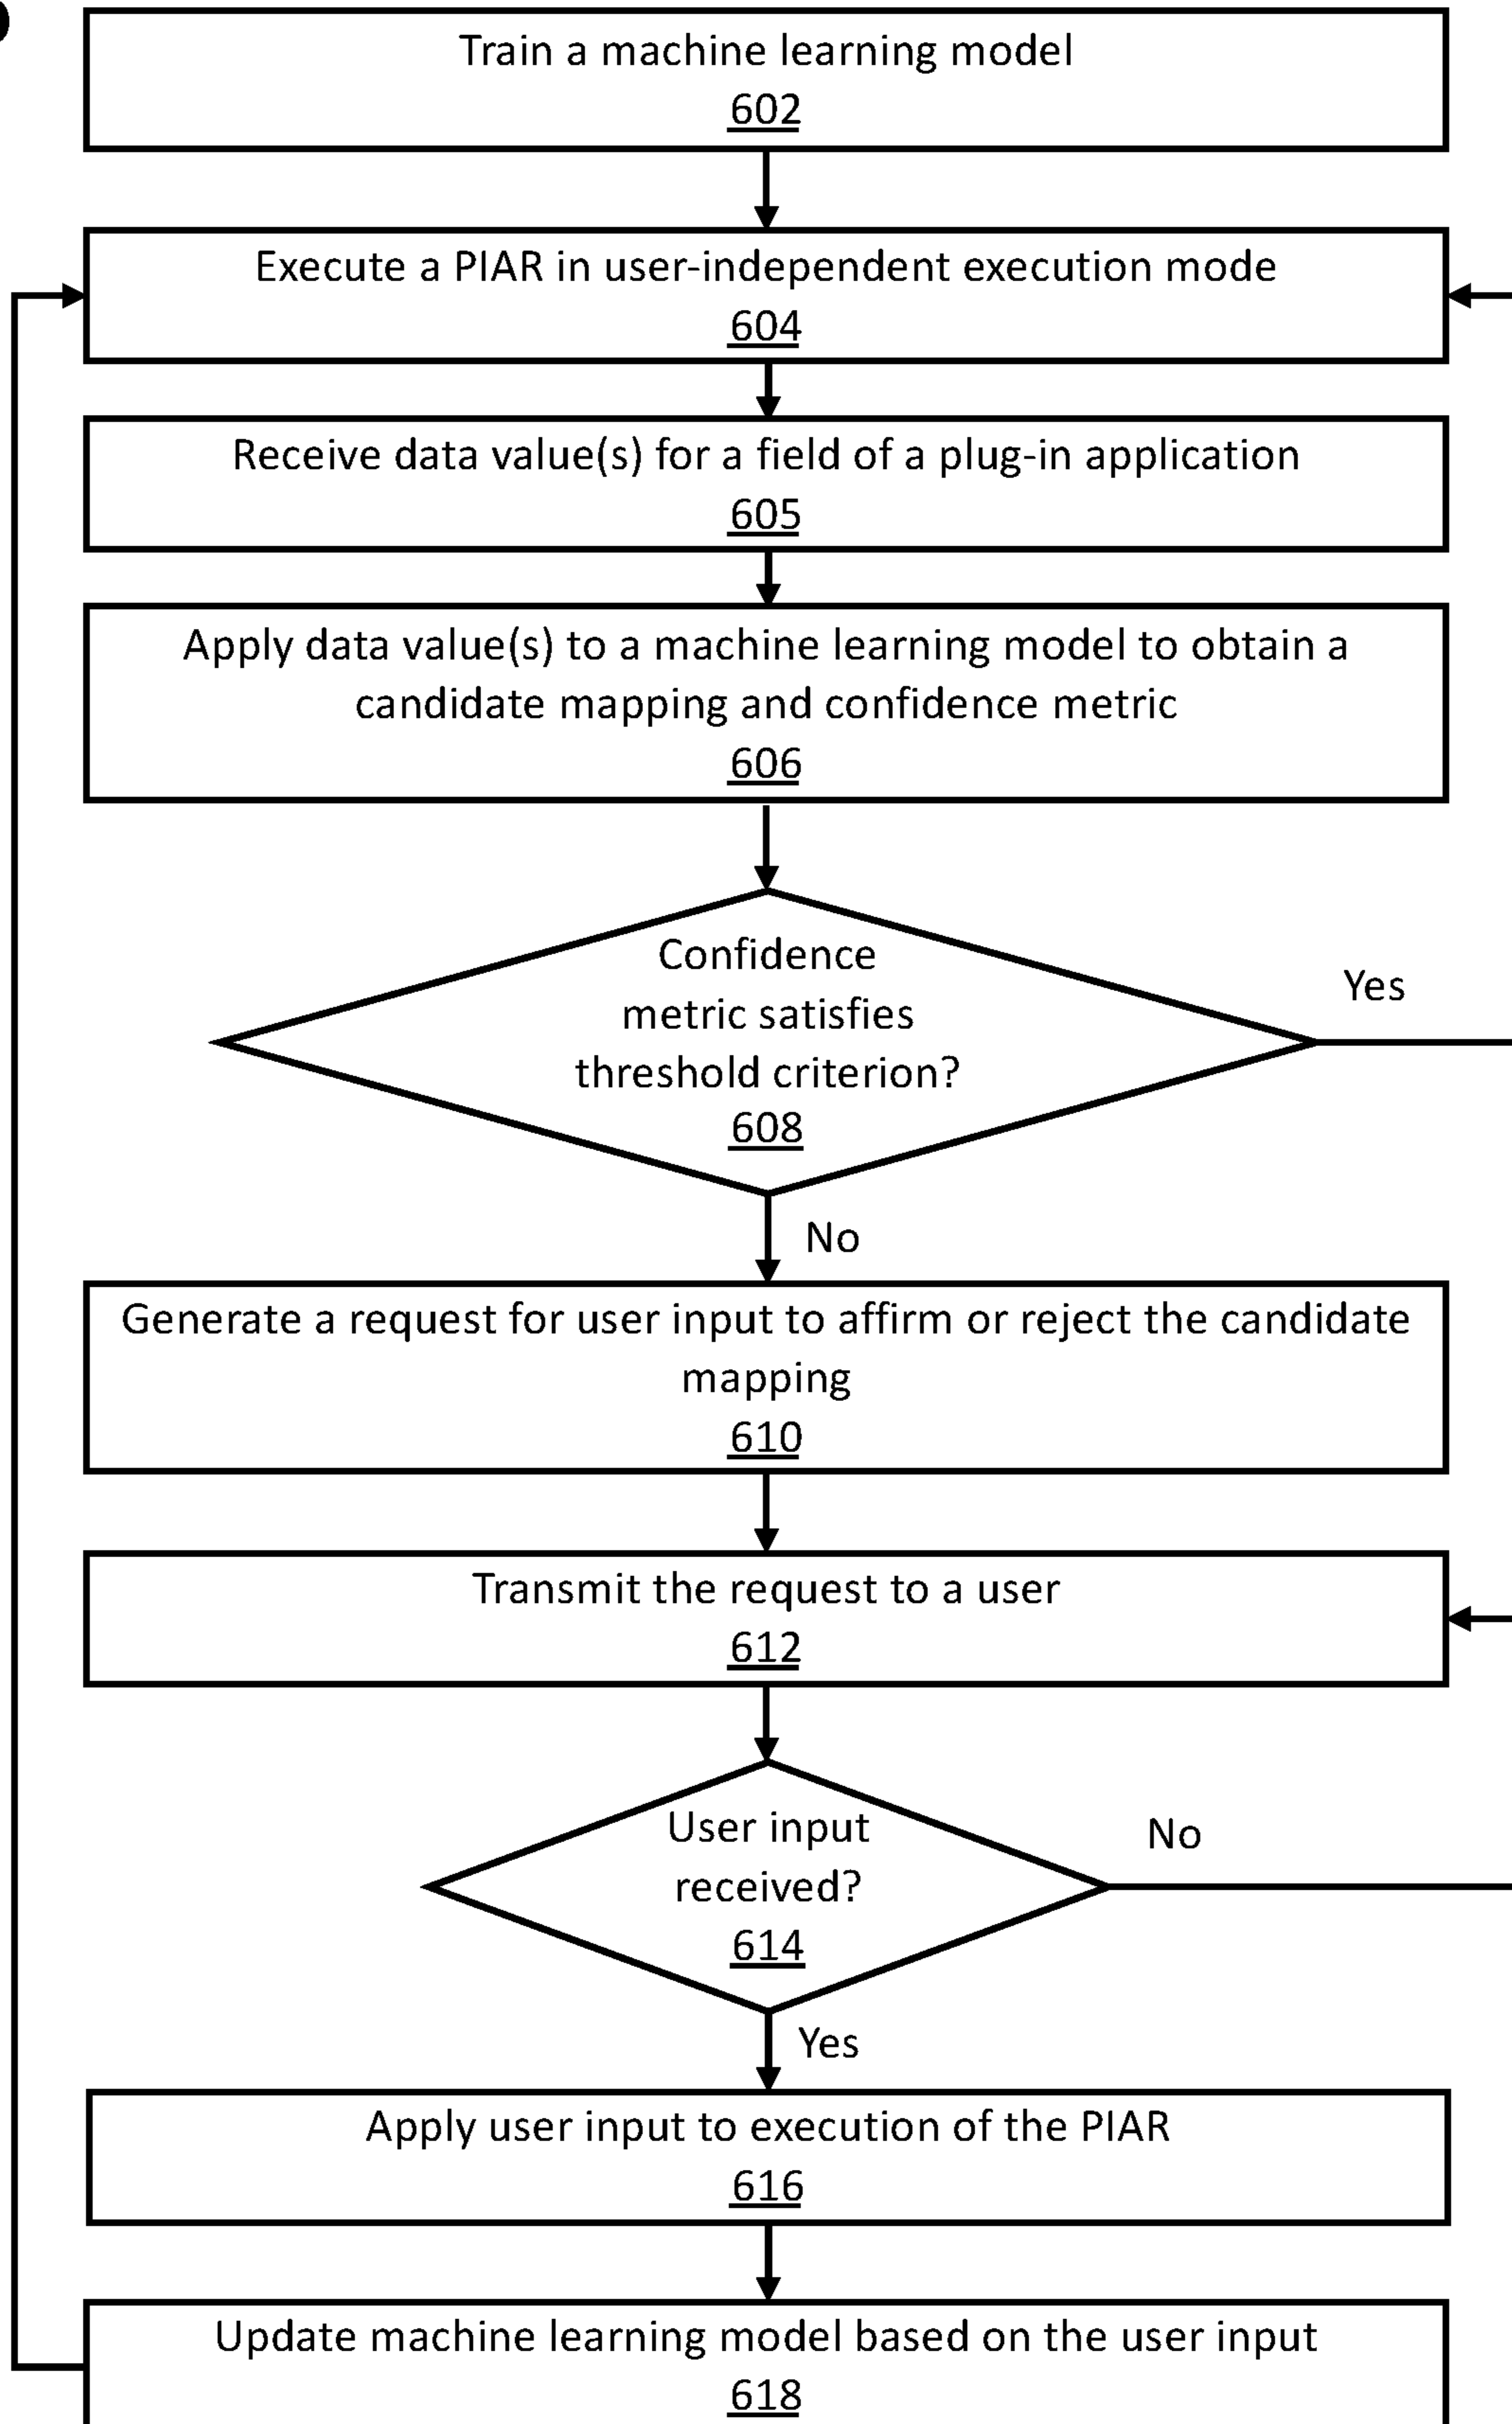 Train a machine learning model
602
Execute a PIAR in user-independent execution mode
604
Receive data value(s) for a field of a plug-in application
605
Apply data value(s) to a machine learning model to obtain a
candidate mapping and confidence metric
606
Confidence
metric satisfies
threshold criterion?
608
Yes
No
Generate a request for user input to affirm or reject the candidate
mapping
610
Transmit the request to a user
612
User input
received?
614
No
Yes
Apply user input to execution of the PIAR
616
Update machine learning model based on the user input
618